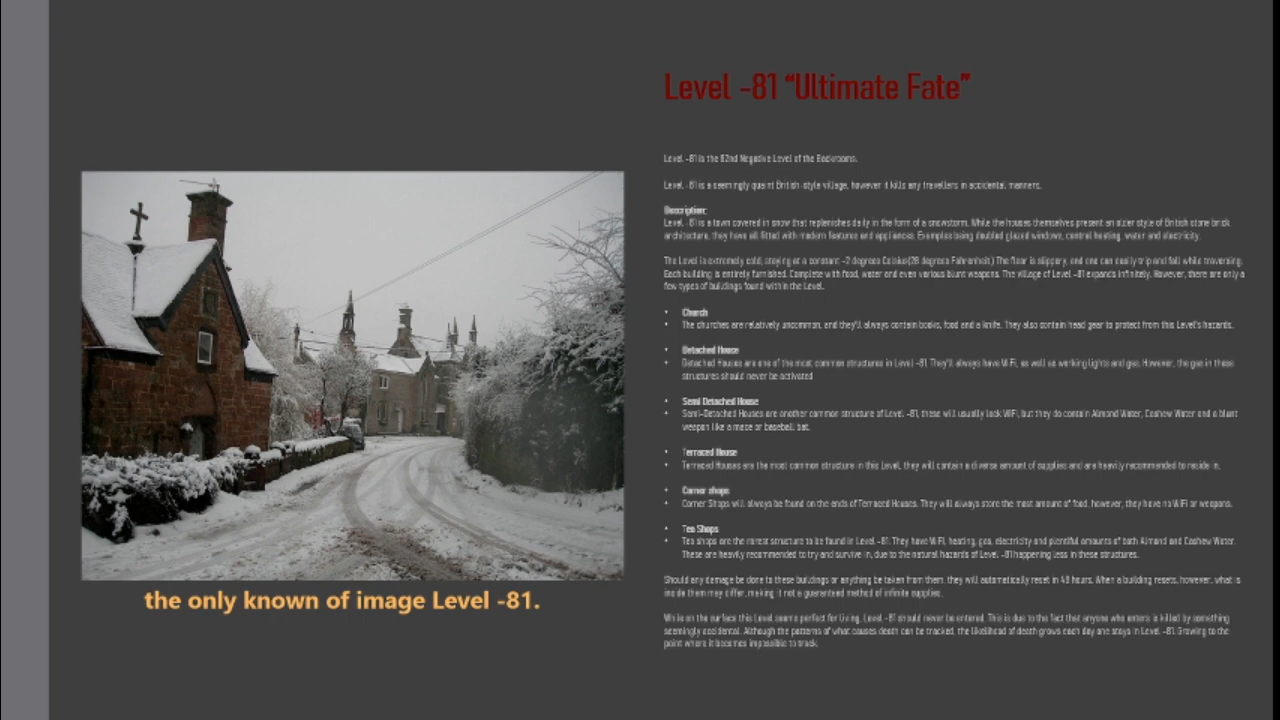 Level -81 “Ultimate Fate”
Level -81 is the 82nd Negative Level of the Backrooms.
Level -81 is a seemingly quaint British-style village, however it kills any travellers in accidental manners.
Description:
Level -81 is a town covered in snow that replenishes daily in the form of a snowstorm. While the houses themselves present an older style of British stone brick
architecture, they have all fitted with modern features and appliances. Examples being doubled glazed windows, central heating, water and electricity.
The Level is extremely cold, staying at a constant -2 degrees Celsius(28 degrees Fahrenheit.) The floor is slippery, and one can easily trip and fall while traversing.
Each building is entirely furnished. Complete with food, water and even various blunt weapons. The village of Level -81 expands infinitely. However, there are only a
few types of buildings found within the Level.
• Church
• The churches are relatively uncommon, and they'll always contain books, food and a knife. They also contain head gear to protect from this Level's hazards.
• Detached House
• Detached Houses are one of the most common structures in Level -81. They'll always have WiFi, as well as working lights and gas. However, the gas in these
structures should never be activated
• Semi Detached House
• Semi-Detached Houses are another common structure of Level -81, these will usually lack WiFi, but they do contain Almond Water, Cashew Water and a blunt
weapon like a mace or baseball bat.
• Terraced House
• Terraced Houses are the most common structure in this Level, they will contain a diverse amount of supplies and are heavily recommended to reside in.
• Corner shops
• Corner Shops will always be found on the ends of Terraced Houses. They will always store the most amount of food, however, they have no WiFi or weapons.
• Tea Shops
• Tea shops are the rarest structure to be found in Level -81. They have WiFi, heating, gas, electricity and plentiful amounts of both Almond and Cashew Water.
These are heavily recommended to try and survive in, due to the natural hazards of Level -81 happening less in these structures.
Should any damage be done to these buildings or anything be taken from them, they will automatically reset in 48 hours. When a building resets, however, what is
inside them may differ, making it not a guaranteed method of infinite supplies.
While on the surface this Level seems perfect for living, Level -81 should never be entered. This is due to the fact that anyone who enters is killed by something
seemingly accidental. Although the patterns of what causes death can be tracked, the likelihood of death grows each day one stays in Level -81. Growing to the
point where it becomes impossible to track.
the only known of image Level -81.